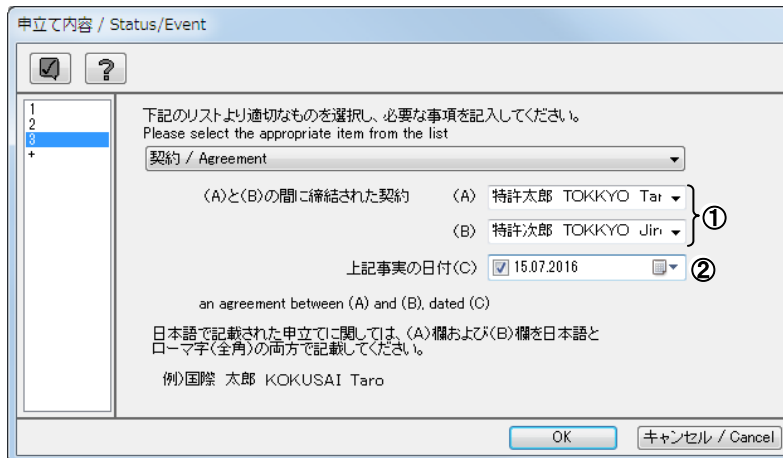 申立て内容 / Status/Event
?
1
2
3
+
下記のリストより適切なものを選択し、必要な事項を記入してください。
Please select the appropriate item from the list
契約 / Agreement
(A)と(B)の間に締結された契約 (A) 特許太郎 TOKKYO Tar
①
(B) 特許次郎 TOKKYO Jir
上記事実の日付(C) 15.07.2016 ②
an agreement between (A) and (B), dated (C)
日本語で記載された申立てに関しては、(A)欄および(B)欄を日本語と
ローマ字(全角)の両方で記載してください。
例)国際 太郎 KOKUSAI Taro
OK キャンセル / Cancel